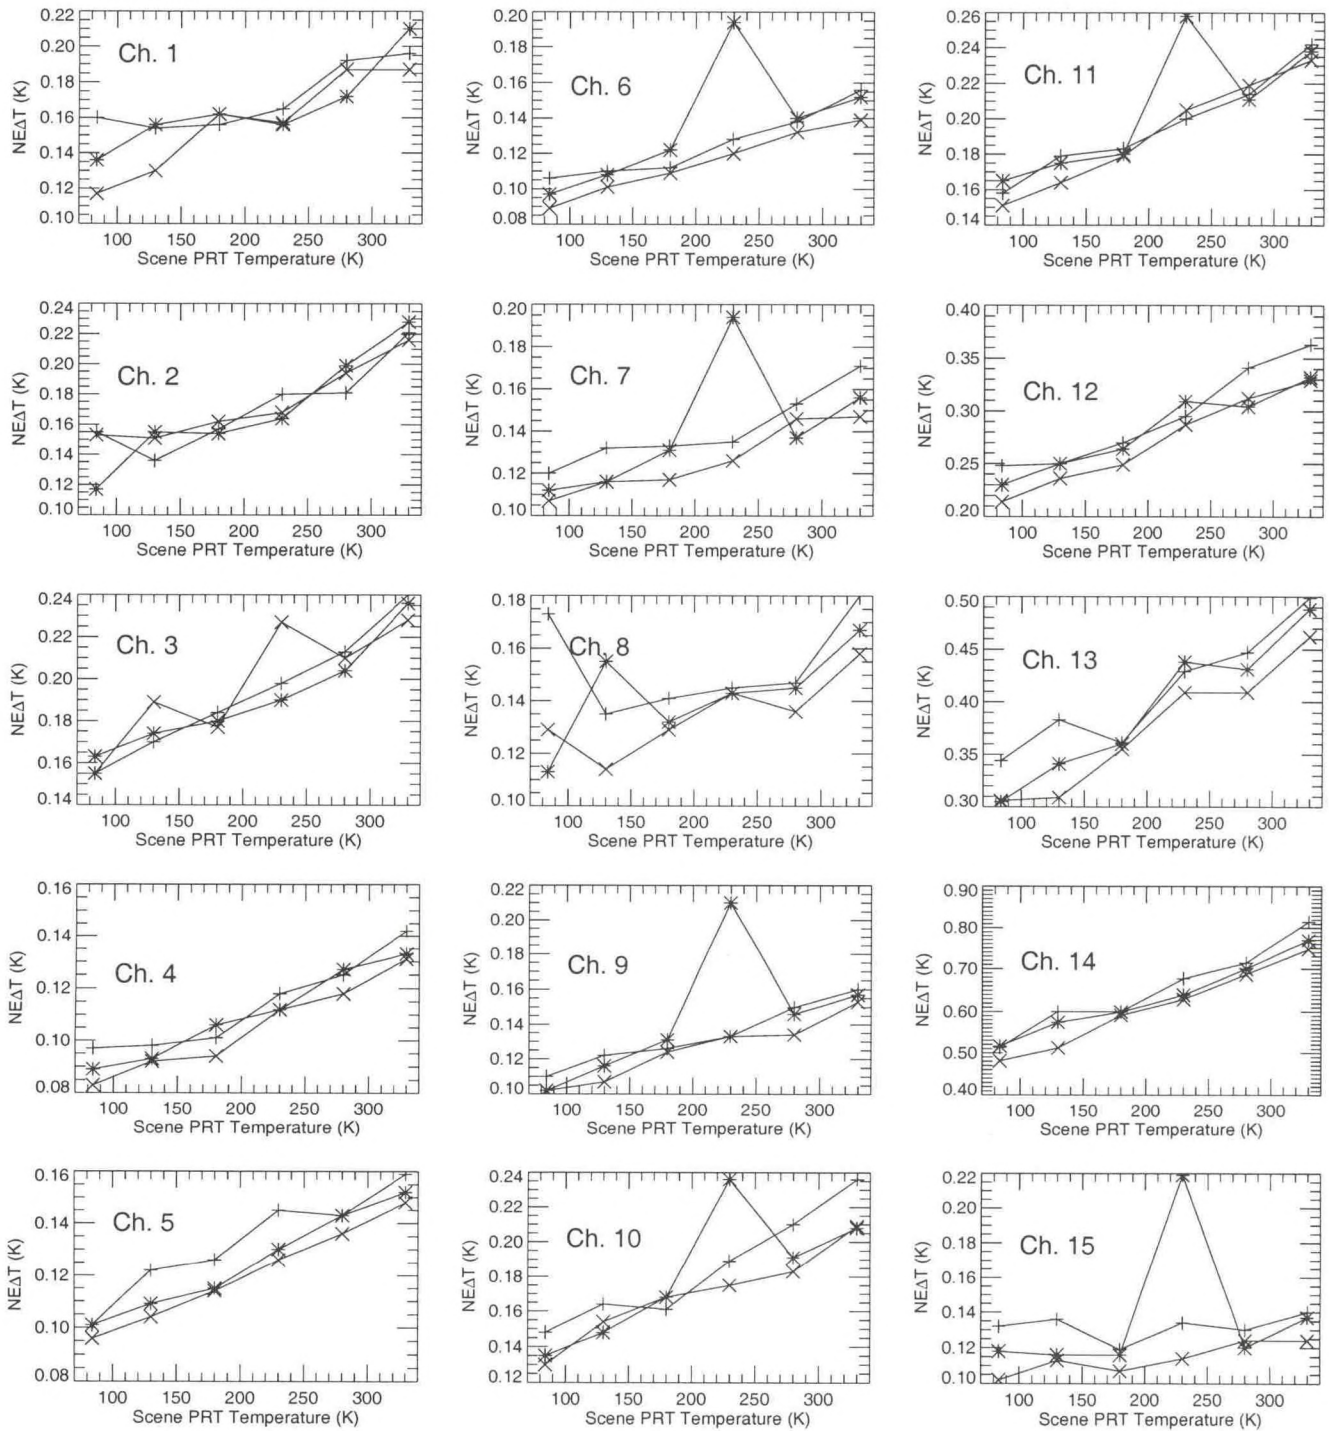 0.22
0.20
0.18
0.16
0.14
0.12
0.10
NEΔT (K)
Ch. 1
100 150 200 250 300
Scene PRT Temperature (K)
0.20
0.18
0.16
0.14
0.12
0.10
0.08
NEΔT (K)
Ch. 6
100 150 200 250 300
Scene PRT Temperature (K)
0.26
0.24
0.22
0.20
0.18
0.16
0.14
NEΔT (K)
Ch. 11
100 150 200 250 300
Scene PRT Temperature (K)
0.24
0.22
0.20
0.18
0.16
0.14
0.12
0.10
NEΔT (K)
Ch. 2
100 150 200 250 300
Scene PRT Temperature (K)
0.20
0.18
0.16
0.14
0.12
0.10
NEΔT (K)
Ch. 7
100 150 200 250 300
Scene PRT Temperature (K)
0.40
0.35
0.30
0.25
0.20
NEΔT (K)
Ch. 12
100 150 200 250 300
Scene PRT Temperature (K)
0.24
0.22
0.20
0.18
0.16
0.14
NEΔT (K)
Ch. 3
100 150 200 250 300
Scene PRT Temperature (K)
0.18
0.16
0.14
0.12
0.10
NEΔT (K)
Ch. 8
100 150 200 250 300
Scene PRT Temperature (K)
0.50
0.45
0.40
0.35
0.30
NEΔT (K)
Ch. 13
100 150 200 250 300
Scene PRT Temperature (K)
0.16
0.14
0.12
0.10
0.08
NEΔT (K)
Ch. 4
100 150 200 250 300
Scene PRT Temperature (K)
0.22
0.20
0.18
0.16
0.14
0.12
0.10
NEΔT (K)
Ch. 9
100 150 200 250 300
Scene PRT Temperature (K)
0.90
0.80
0.70
0.60
0.50
0.40
NEΔT (K)
Ch. 14
100 150 200 250 300
Scene PRT Temperature (K)
0.16
0.14
0.12
0.10
0.08
NEΔT (K)
Ch. 5
100 150 200 250 300
Scene PRT Temperature (K)
0.24
0.22
0.20
0.18
0.16
0.14
0.12
NEΔT (K)
Ch. 10
100 150 200 250 300
Scene PRT Temperature (K)
0.22
0.20
0.18
0.16
0.14
0.12
0.10
NEΔT (K)
Ch. 15
100 150 200 250 300
Scene PRT Temperature (K)